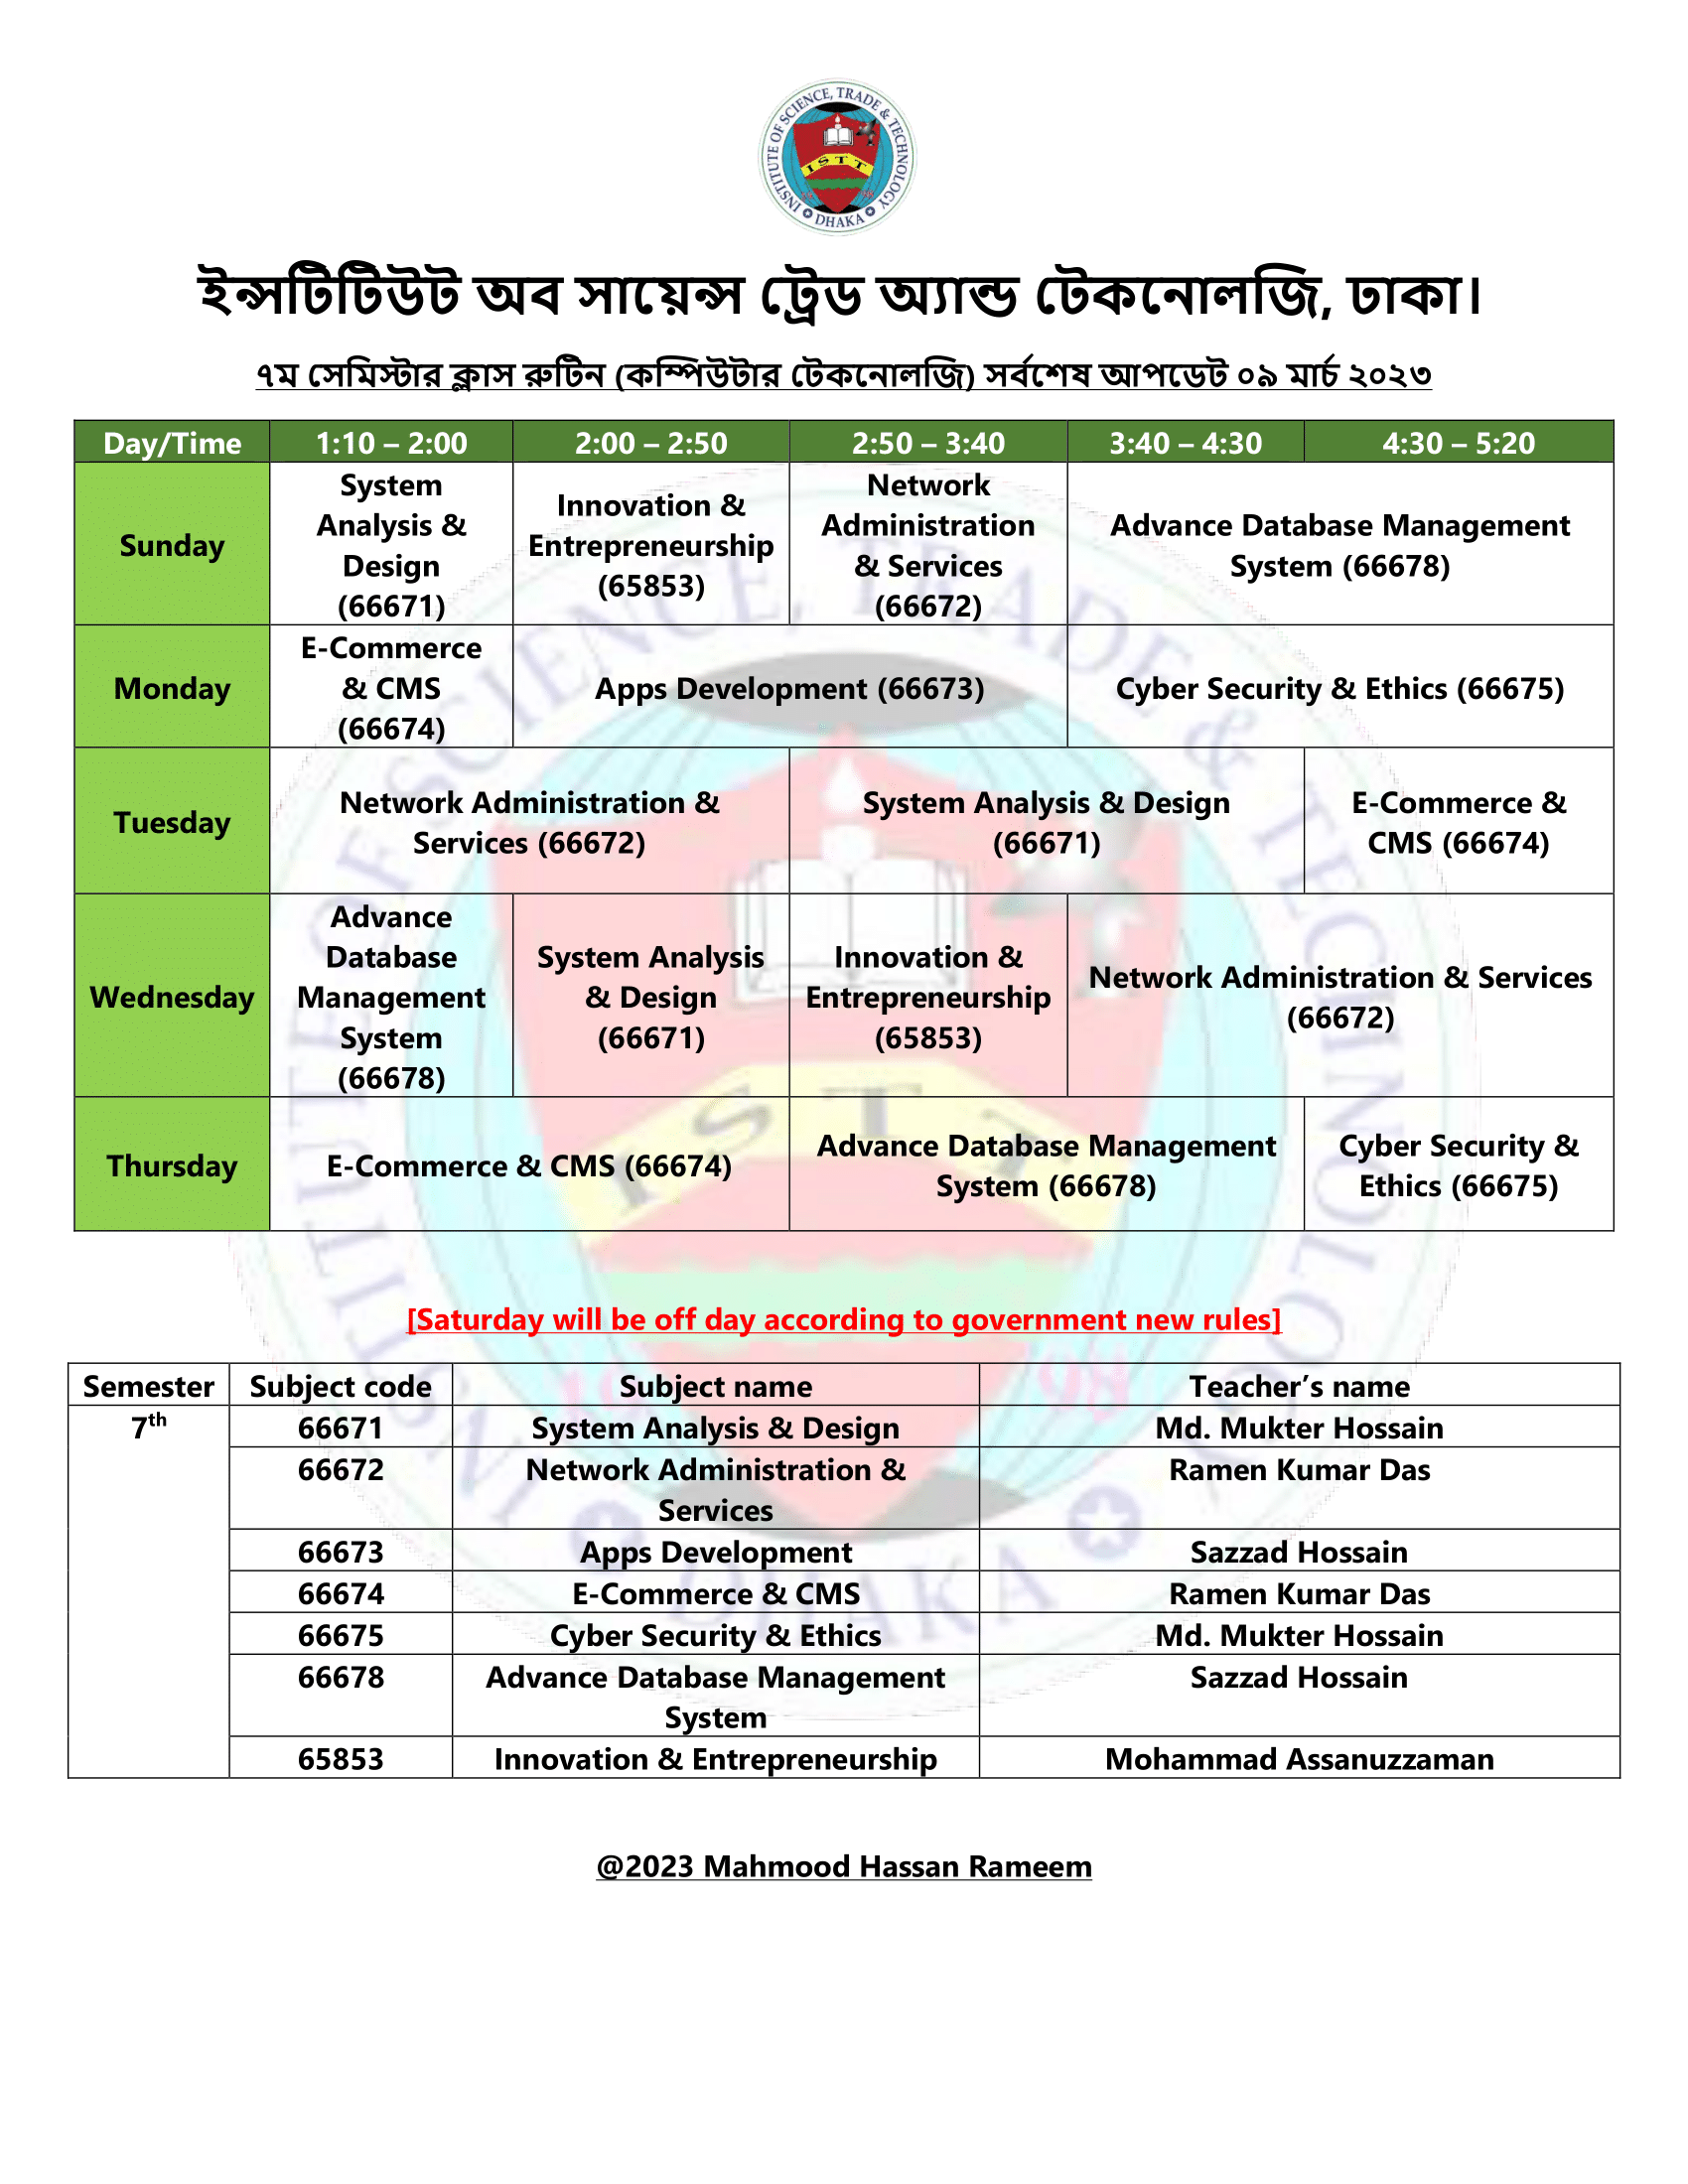 INSTITUTE OF SCIENCE, TRADE & TECHNOLOGY
ISTT
DHAKA
ইন্সটিটিউট অব সায়েন্স ট্রেড অ্যান্ড টেকনোলজি, ঢাকা।
৭ম সেমিস্টার ক্লাস রুটিন (কম্পিউটার টেকনোলজি) সর্বশেষ আপডেট ০৯ মার্চ ২০২৩
Day/Time 1:10 – 2:00 2:00 – 2:50 2:50 – 3:40 3:40 – 4:30 4:30 – 5:20
Sunday
System
Analysis &
Design
(66671)
Innovation &
Entrepreneurship
(65853)
Network
Administration
& Services
(66672)
Advance Database Management
System (66678)
Monday
E-Commerce
& CMS
(66674)
Apps Development (66673)
Cyber Security & Ethics (66675)
Tuesday
Network Administration &
Services (66672)
System Analysis & Design
(66671)
E-Commerce &
CMS (66674)
Wednesday
Advance
Database
Management
System
(66678)
System Analysis
& Design
(66671)
Innovation &
Entrepreneurship
(65853)
Network Administration & Services
(66672)
Thursday
E-Commerce & CMS (66674)
Advance Database Management
System (66678)
Cyber Security &
Ethics (66675)
[Saturday will be off day according to government new rules]
Semester Subject code Subject name Teacher’s name
7th 66671 System Analysis & Design Md. Mukter Hossain
66672 Network Administration & Ramen Kumar Das
Services
66673 Apps Development Sazzad Hossain
66674 E-Commerce & CMS Ramen Kumar Das
66675 Cyber Security & Ethics Md. Mukter Hossain
66678 Advance Database Management Sazzad Hossain
System
65853 Innovation & Entrepreneurship Mohammad Assanuzzaman
@2023 Mahmood Hassan Rameem